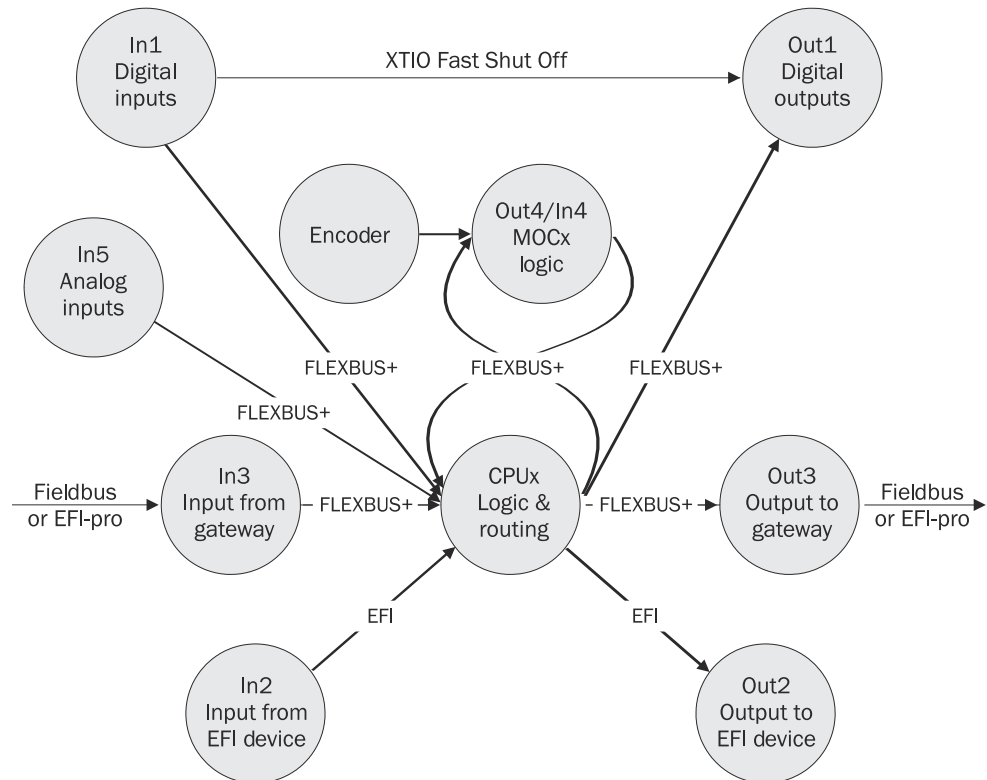 In1
Digital
inputs
XTIO Fast Shut Off
Out1
Digital
outputs
Encoder
Out4/In4
MOCx
logic
In5
Analog
inputs
FLEXBUS+
FLEXBUS+
FLEXBUS+
FLEXBUS+
Fieldbus
or EFI-pro
In3
Input from
gateway
FLEXBUS+
CPUx
Logic &
routing
FLEXBUS+
Out3
Output to
gateway
Fieldbus
or EFI-pro
EFI
EFI
In2
Input from
EFI device
Out2
Output to
EFI device